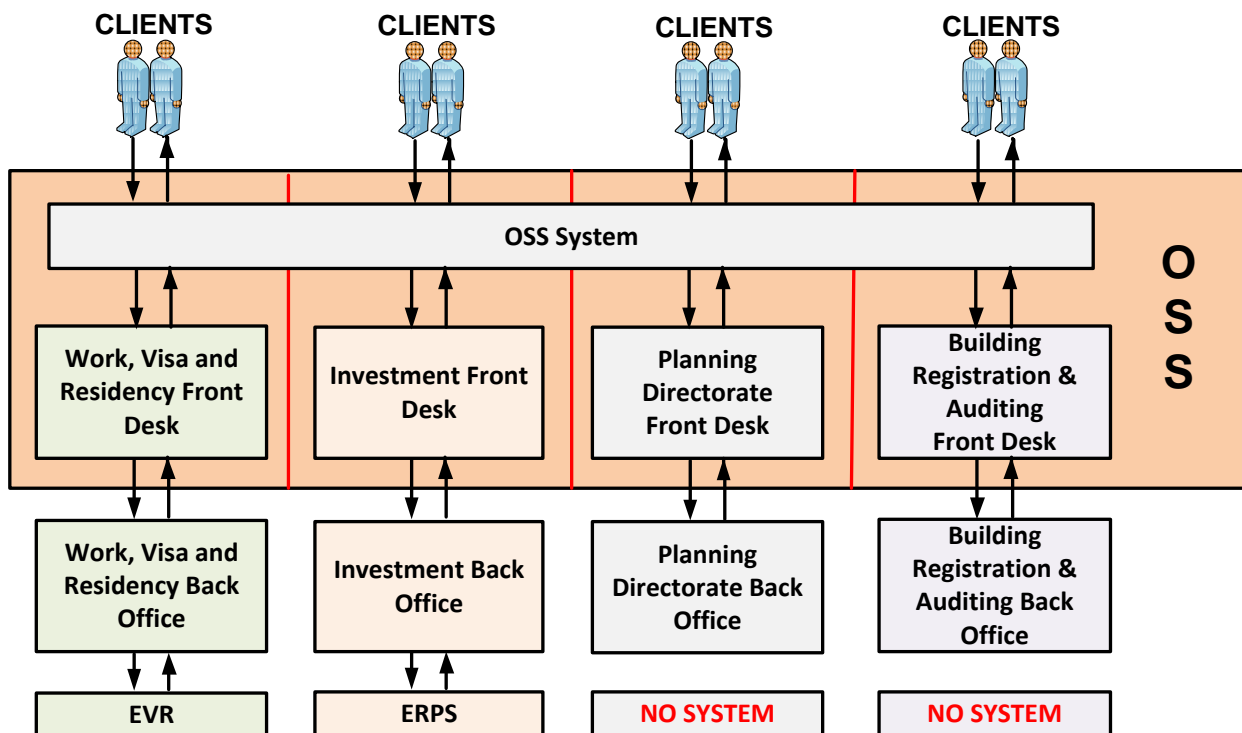 CLIENTS
CLIENTS
CLIENTS
CLIENTS
OSS System
O
S
S
Work, Visa and
Residency Front
Desk
Investment Front
Desk
Planning
Directorate
Front Desk
Building
Registration &
Auditing
Front Desk
Work, Visa and
Residency Back
Office
Investment Back
Office
Planning
Directorate Back
Office
Building
Registration &
Auditing Back
Office
EVR
ERPS
NO SYSTEM
NO SYSTEM